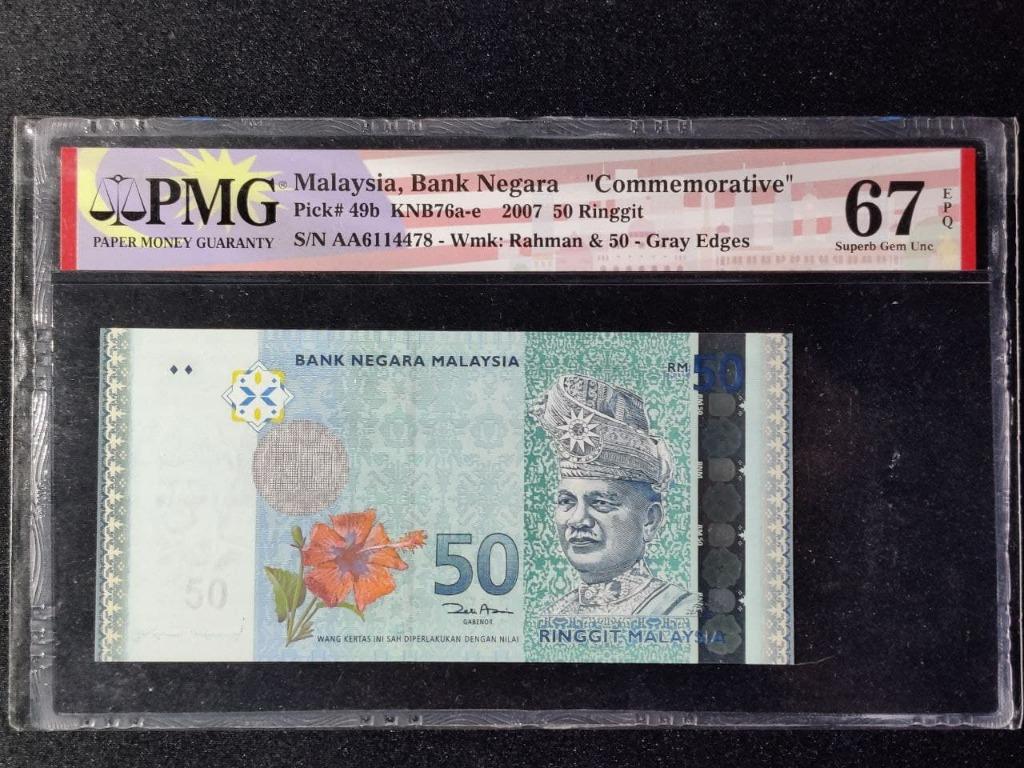 PMG®
PAPER MONEY GUARANTY
Malaysia, Bank Negara "Commemorative"
Pick# 49b KNB76a-e 2007 50 Ringgit
S/N AA6114478 - Wmk: Rahman & 50 - Gray Edges
67
EPQ
Superb Gem Unc
BANK NEGARA MALAYSIA
RM50
50
50
50
GABENOR
WANG KERTAS INI SAH DIPERLAKUKAN DENGAN NILAI
RINGGIT MALAYSIA